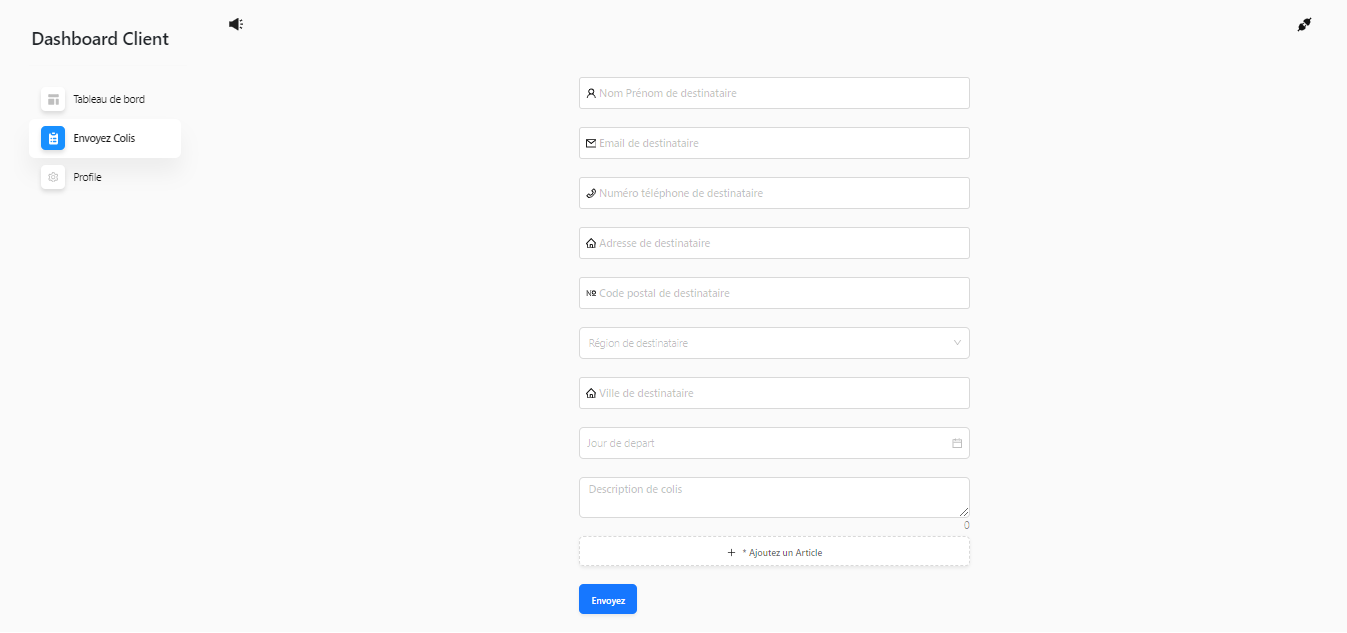 Dashboard Client
Tableau de bord
Envoyez Colis
Profile
Nom Prénom de destinataire
Email de destinataire
Numéro téléphone de destinataire
Adresse de destinataire
№ Code postal de destinataire
Région de destinataire
Ville de destinataire
Jour de depart
Description de colis
0
+ * Ajoutez un Article
Envoyez